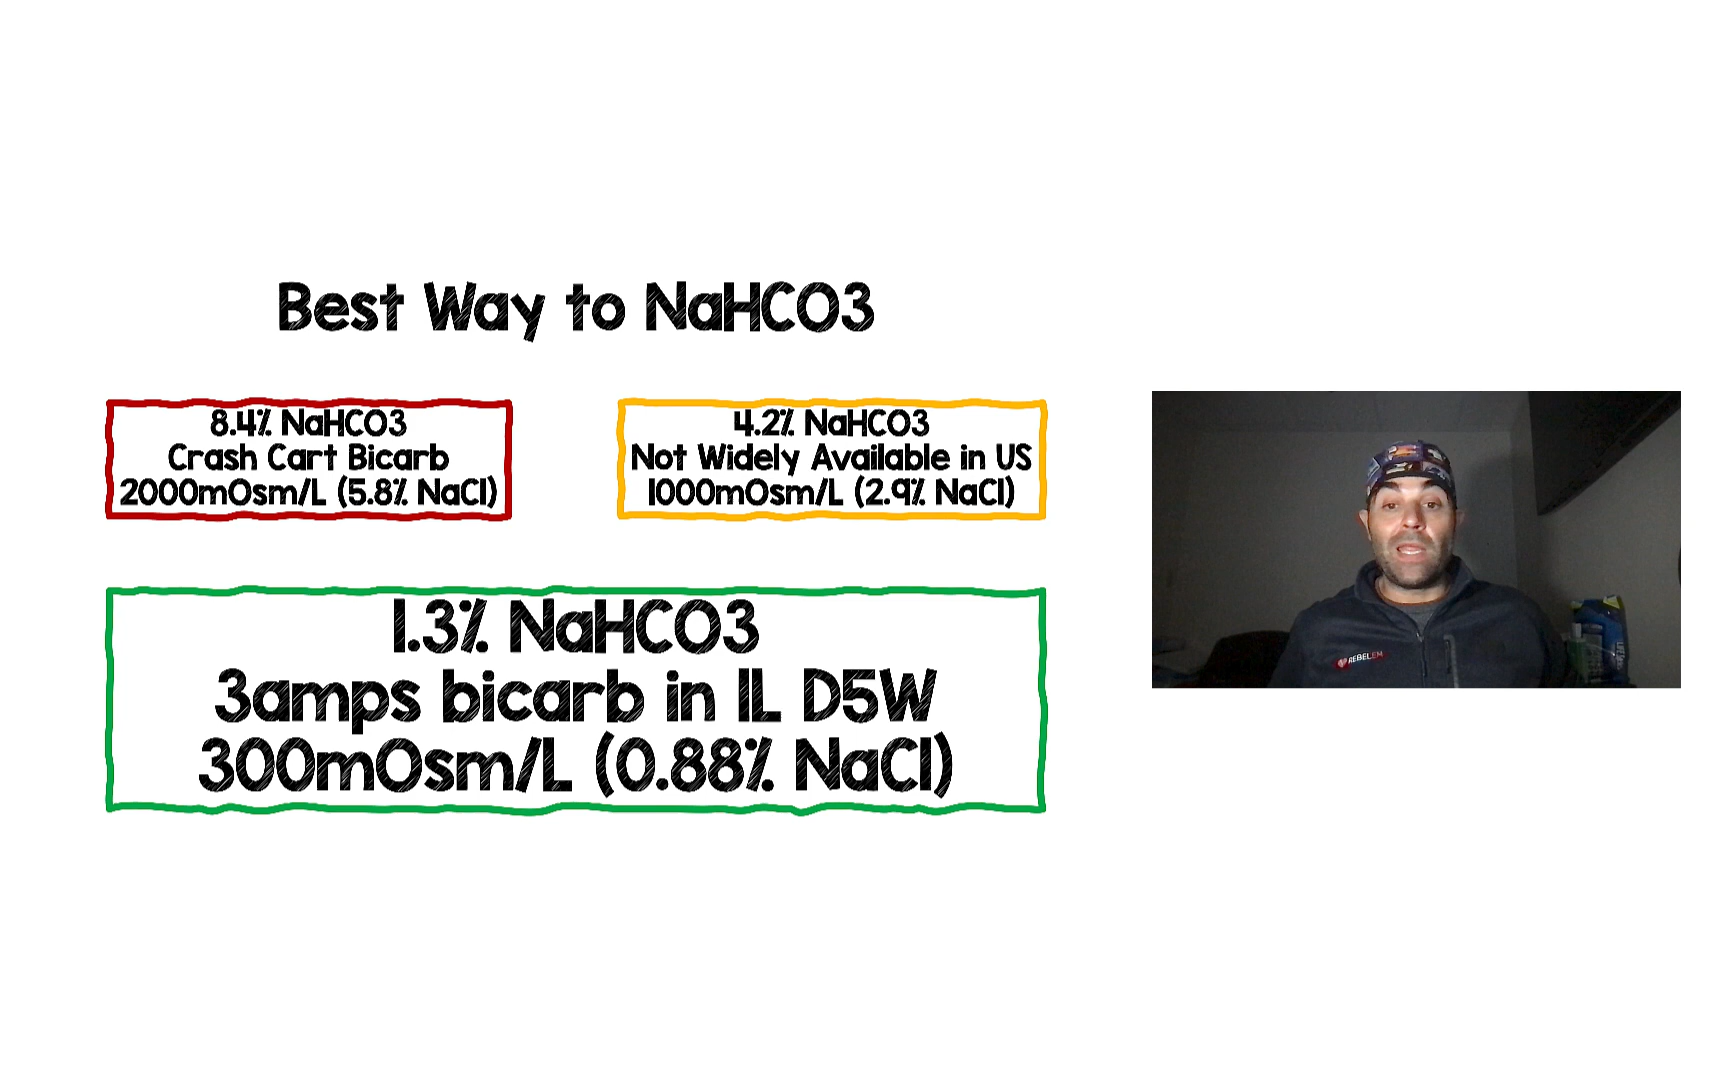 Best Way to NaHCO3
8.4% NaHCO3
Crash Cart Bicarb
2000mOsm/L (5.8% NaCl)
4.2% NaHCO3
Not Widely Available in US
1000mOsm/L (2.9% NaCl)
1.3% NaHCO3
3amps bicarb in 1L D5W
300mOsm/L (0.88% NaCl)
REBELEM